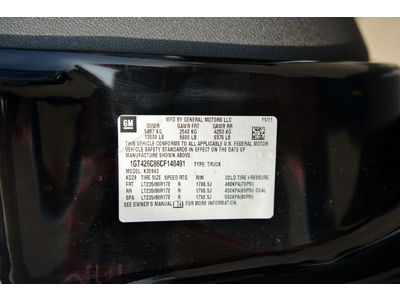 GM
MFD BY GENERAL MOTORS LLC 11/11
GVWR GAWR FRT GAWR RR
5897 KG 2540 KG 4253 KG
13000 LB 5600 LB 9375 LB
THIS VEHICLE CONFORMS TO ALL APPLICABLE U.S. FEDERAL MOTOR
VEHICLE SAFETY STANDARDS IN EFFECT ON THE DATE OF
MANUFACTURE SHOWN ABOVE.
1GT426C86CF140491 TYPE: TRUCK
MODEL: K30943
TIRE SIZE SPEED RTG RIM COLD TIRE PRESSURE
FRT LT235/80R17E R 17X6.5J
RR LT235/80R17E R 17X6.5J DUAL
SPA LT235/80R17E R 17X6.5J
SEE OWNER'S MANUAL FOR MORE INFORMATION.